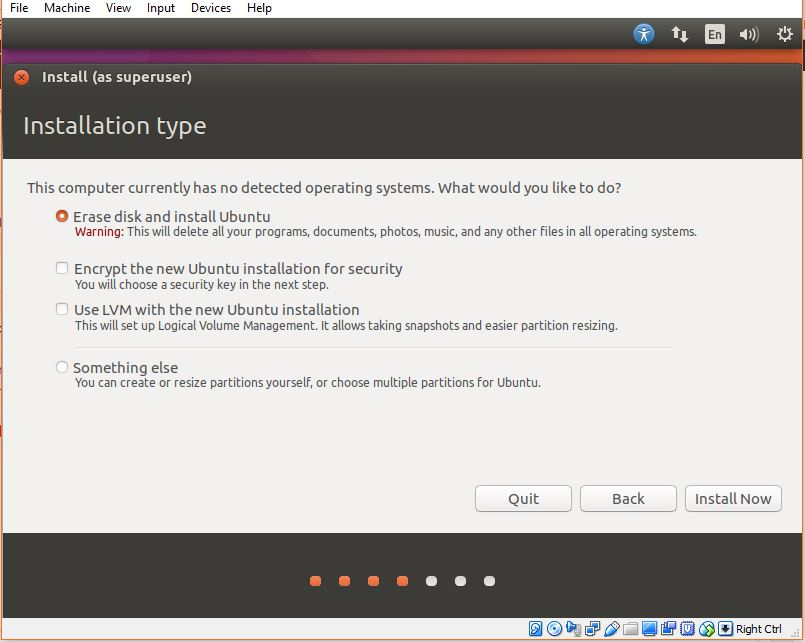 File Machine View Input Devices Help
En
Install (as superuser)
Installation type
This computer currently has no detected operating systems. What would you like to do?
Erase disk and install Ubuntu
Warning: This will delete all your programs, documents, photos, music, and any other files in all operating systems.
Encrypt the new Ubuntu installation for security
You will choose a security key in the next step.
Use LVM with the new Ubuntu installation
This will set up Logical Volume Management. It allows taking snapshots and easier partition resizing.
Something else
You can create or resize partitions yourself, or choose multiple partitions for Ubuntu.
Quit Back Install Now
Right Ctrl